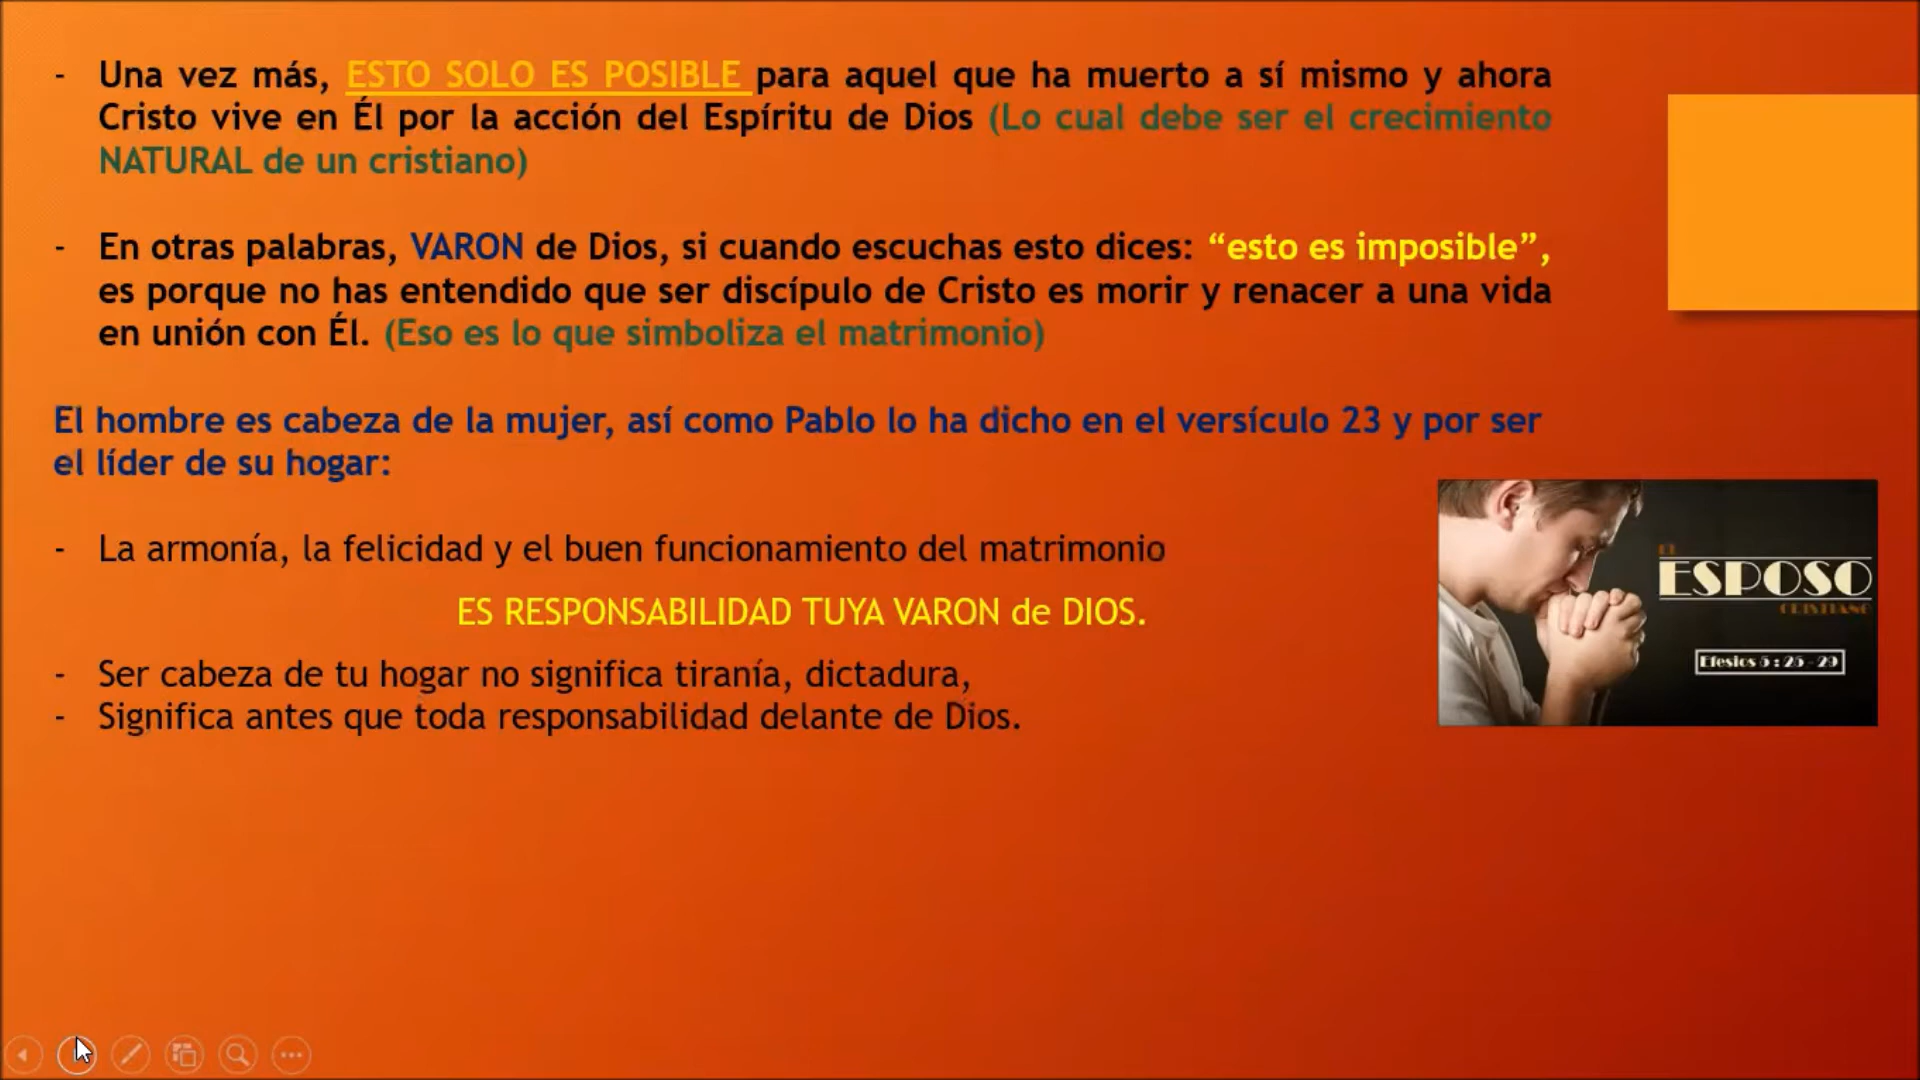 - Una vez más, ESTO SOLO ES POSIBLE para aquel que ha muerto a sí mismo y ahora
Cristo vive en Él por la acción del Espíritu de Dios (Lo cual debe ser el crecimiento
NATURAL de un cristiano)
- En otras palabras, VARON de Dios, si cuando escuchas esto dices: “esto es imposible”,
es porque no has entendido que ser discípulo de Cristo es morir y renacer a una vida
en unión con Él. (Eso es lo que simboliza el matrimonio)
El hombre es cabeza de la mujer, así como Pablo lo ha dicho en el versículo 23 y por ser
el líder de su hogar:
- La armonía, la felicidad y el buen funcionamiento del matrimonio
ES RESPONSABILIDAD TUYA VARON de DIOS.
- Ser cabeza de tu hogar no significa tiranía, dictadura,
- Significa antes que toda responsabilidad delante de Dios.
EL
ESPOSO
CRISTIANO
Efesios 5 : 25 - 29